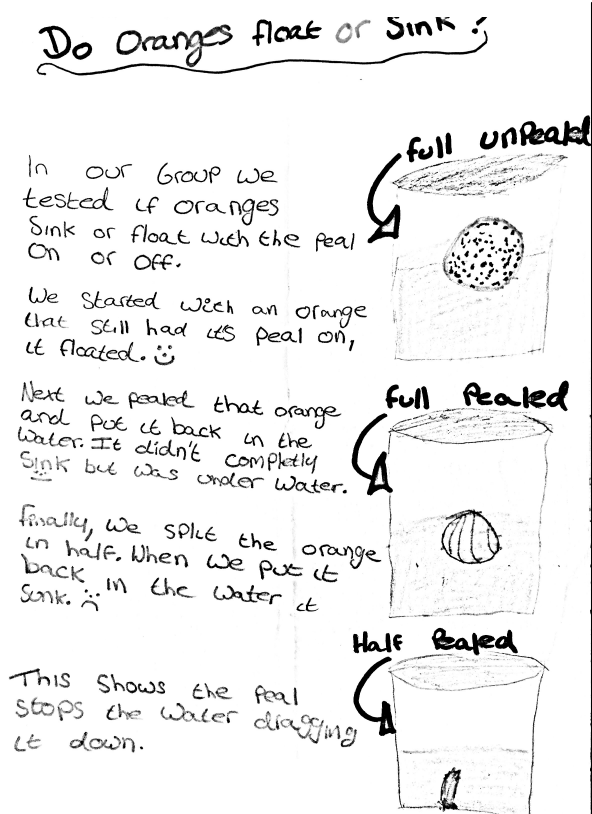 Do Oranges float or Sink?
full unPealed
In our Group we
tested if oranges
Sink or float with the peal
On or Off.
We Started with an orange
that still had its peal on,
it floated.
full Pealed
Next we pealed that orange
and put it back in the
water. It didn't completly
Sink but was under water.
Finally, we split the orange
in half. When we put it
back in the water it
Sunk.
Half Pealed
This Shows the peal
stops the water dragging
it down.